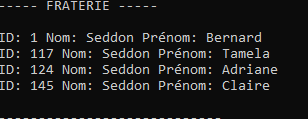 ----- FRATERIE -----
ID: 1 Nom: Seddon Prénom: Bernard
ID: 117 Nom: Seddon Prénom: Tamela
ID: 124 Nom: Seddon Prénom: Adriane
ID: 145 Nom: Seddon Prénom: Claire
----------------------------